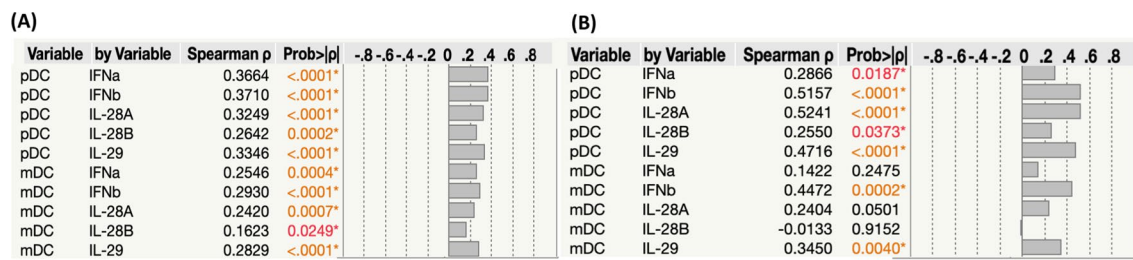 (A)
Variable by Variable Spearman ρ Prob>|ρ| -.8 -.6 -.4 -.2 0 .2 .4 .6 .8
pDC IFNa 0.3664 <.0001*
pDC IFNb 0.3710 <.0001*
pDC IL-28A 0.3249 <.0001*
pDC IL-28B 0.2642 0.0002*
pDC IL-29 0.3346 <.0001*
mDC IFNa 0.2546 0.0004*
mDC IFNb 0.2930 <.0001*
mDC IL-28A 0.2420 0.0007*
mDC IL-28B 0.1623 0.0249*
mDC IL-29 0.2829 <.0001*
(B)
Variable by Variable Spearman ρ Prob>|ρ| -.8 -.6 -.4 -.2 0 .2 .4 .6 .8
pDC IFNa 0.2866 0.0187*
pDC IFNb 0.5157 <.0001*
pDC IL-28A 0.5241 <.0001*
pDC IL-28B 0.2550 0.0373*
pDC IL-29 0.4716 <.0001*
mDC IFNa 0.1422 0.2475
mDC IFNb 0.4472 0.0002*
mDC IL-28A 0.2404 0.0501
mDC IL-28B -0.0133 0.9152
mDC IL-29 0.3450 0.0040*